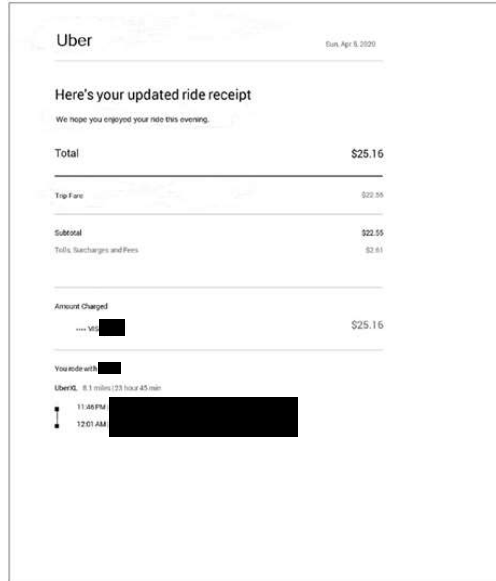 Uber
Sun, Apr 5, 2020
Here's your updated ride receipt
We hope you enjoyed your ride this evening.
Total $25.16
Trip Fare $22.55
Subtotal $22.55
Tolls, Surcharges and Fees $2.61
Amount Charged
•••• VIS
$25.16
You rode with
UberXL 8.1 miles | 23 hour 45 min
11:46 PM
12:01 AM